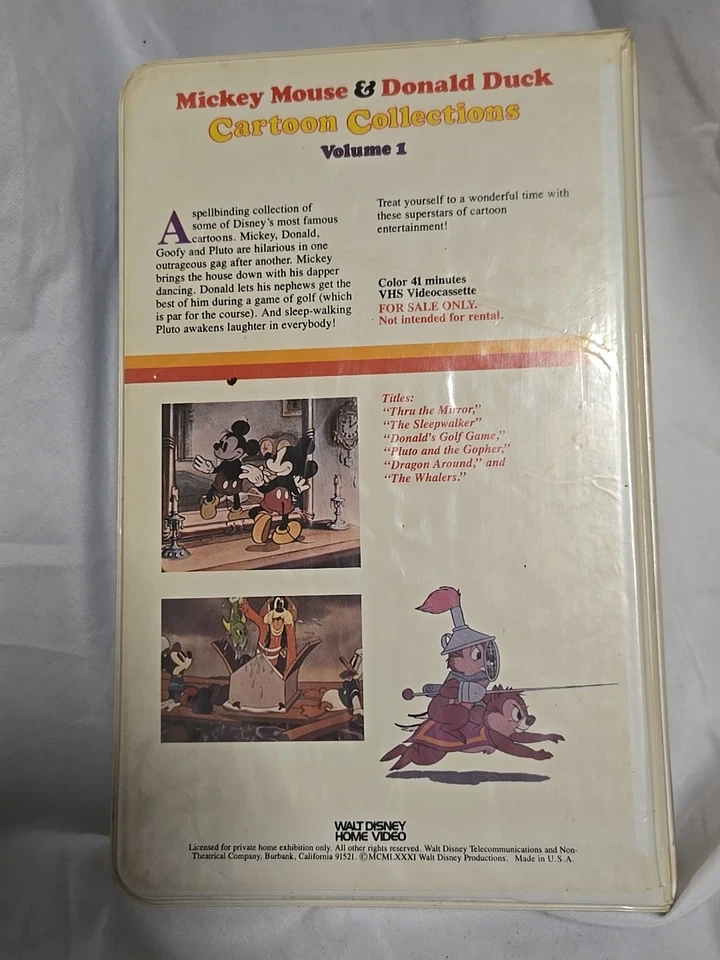 Mickey Mouse & Donald Duck
Cartoon Collections
Volume 1
A spellbinding collection of
some of Disney's most famous
cartoons. Mickey, Donald,
Goofy and Pluto are hilarious in one
outrageous gag after another. Mickey
brings the house down with his dapper
dancing. Donald lets his nephews get the
best of him during a game of golf (which
is par for the course). And sleep-walking
Pluto awakens laughter in everybody!
Treat yourself to a wonderful time with
these superstars of cartoon
entertainment!
Color 41 minutes
VHS Videocassette
FOR SALE ONLY.
Not intended for rental.
Titles:
"Thru the Mirror,"
"The Sleepwalker"
"Donald's Golf Game,"
"Pluto and the Gopher,"
"Dragon Around," and
"The Whalers."
WALT DISNEY
HOME VIDEO
Licensed for private home exhibition only. All other rights reserved. Walt Disney Telecommunications and Non-
Theatrical Company, Burbank, California 91521. ©MCMLXXXI Walt Disney Productions. Made in U.S.A.